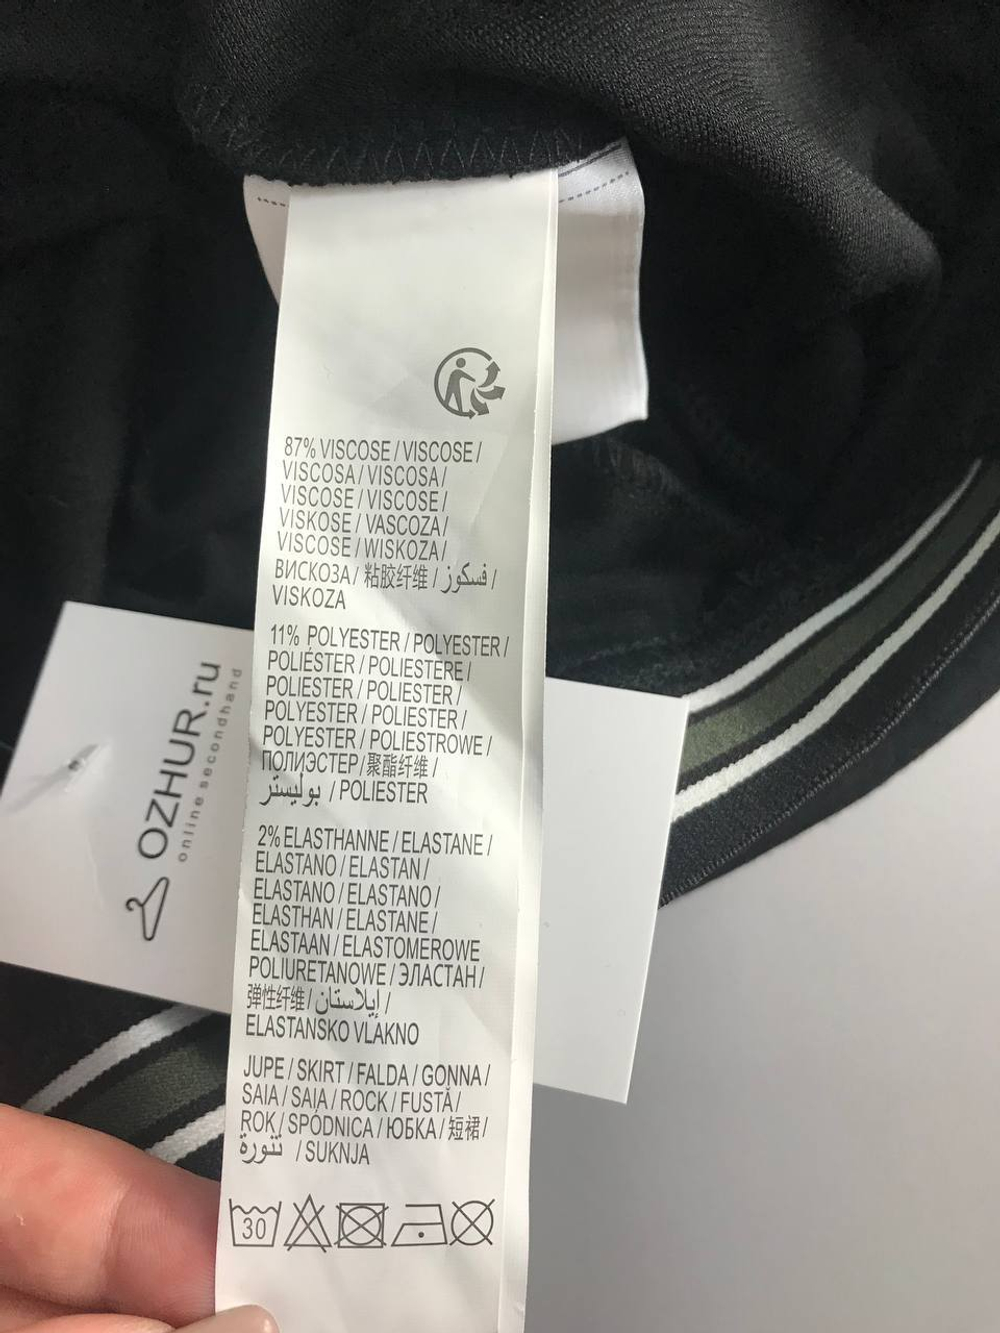 87% VISCOSE / VISCOSE /
VISCOSA / VISCOSA /
VISCOSE / VISCOSE /
VISKOSE / VASCOZA /
VISCOSE / WISKOZA /
ВИСКОЗА / 粘胶纤维 / فسكوز /
VISKOZA
11% POLYESTER / POLYESTER /
POLIÉSTER / POLIESTERE /
POLIESTER / POLIESTER /
POLYESTER / POLIESTER /
POLYESTER / POLIESTROWE /
ПОЛИЭСТЕР / 聚酯纤维 /
بوليستر / POLIESTER
2% ELASTHANNE / ELASTANE /
ELASTANO / ELASTAN /
ELASTANO / ELASTANO /
ELASTHAN / ELASTANE /
ELASTAAN / ELASTOMEROWE
POLIURETANOWE / ЭЛАСТАН /
弹性纤维 / إيلاستان /
ELASTANSKO VLAKNO
JUPE / SKIRT / FALDA / GONNA /
SAIA / SAIA / ROCK / FUSTĂ /
ROK / SPÓDNICA / ЮБКА / 短裙 /
تنورة / SUKNJA
30
OZHUR.ru
online secondhand